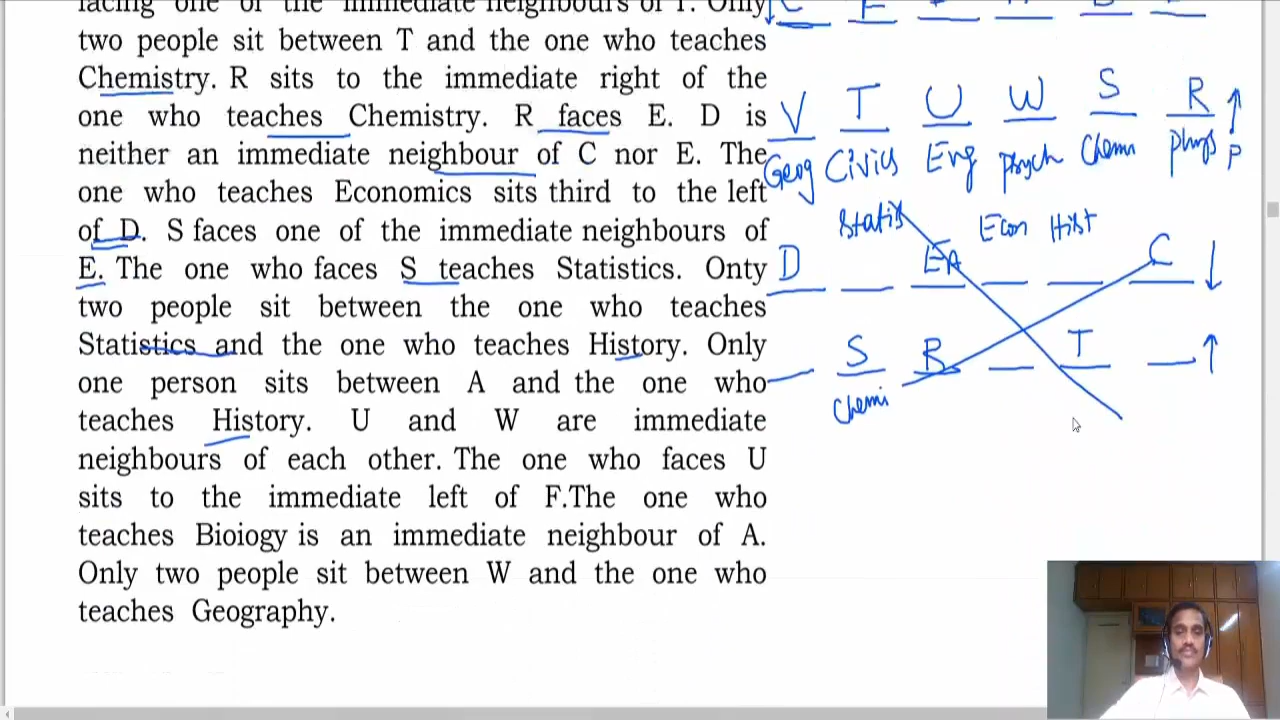 facing one of the immediate neighbours of T. Only
two people sit between T and the one who teaches
Chemistry. R sits to the immediate right of the
one who teaches Chemistry. R faces E. D is
neither an immediate neighbour of C nor E. The
one who teaches Economics sits third to the left
of D. S faces one of the immediate neighbours of
E. The one who faces S teaches Statistics. Onty
two people sit between the one who teaches
Statistics and the one who teaches History. Only
one person sits between A and the one who
teaches History. U and W are immediate
neighbours of each other. The one who faces U
sits to the immediate left of F.The one who
teaches Bioiogy is an immediate neighbour of A.
Only two people sit between W and the one who
teaches Geography.
V T U W S R
Geog Civics Eng Psych Chemi phys P
Statis Econ Hist
D EA C
S B T
Chemi